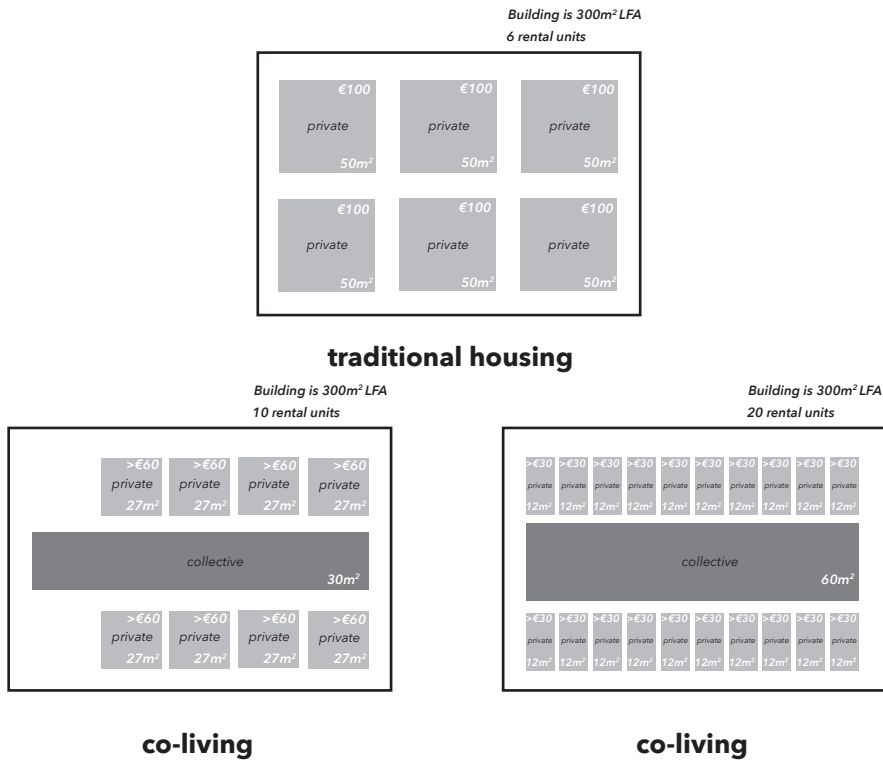 Building is 300m² LFA
6 rental units
€100 €100 €100
private private private
50m² 50m² 50m²
€100 €100 €100
private private private
50m² 50m² 50m²
traditional housing
Building is 300m² LFA
10 rental units
>€60 >€60 >€60 >€60
private private private private
27m² 27m² 27m² 27m²
collective
30m²
>€60 >€60 >€60 >€60
private private private private
27m² 27m² 27m² 27m²
co-living
Building is 300m² LFA
20 rental units
>€30 >€30 >€30 >€30 >€30 >€30 >€30 >€30 >€30 >€30
private private private private private private private private private private
12m² 12m² 12m² 12m² 12m² 12m² 12m² 12m² 12m² 12m²
collective
60m²
>€30 >€30 >€30 >€30 >€30 >€30 >€30 >€30 >€30 >€30
private private private private private private private private private private
12m² 12m² 12m² 12m² 12m² 12m² 12m² 12m² 12m² 12m²
co-living